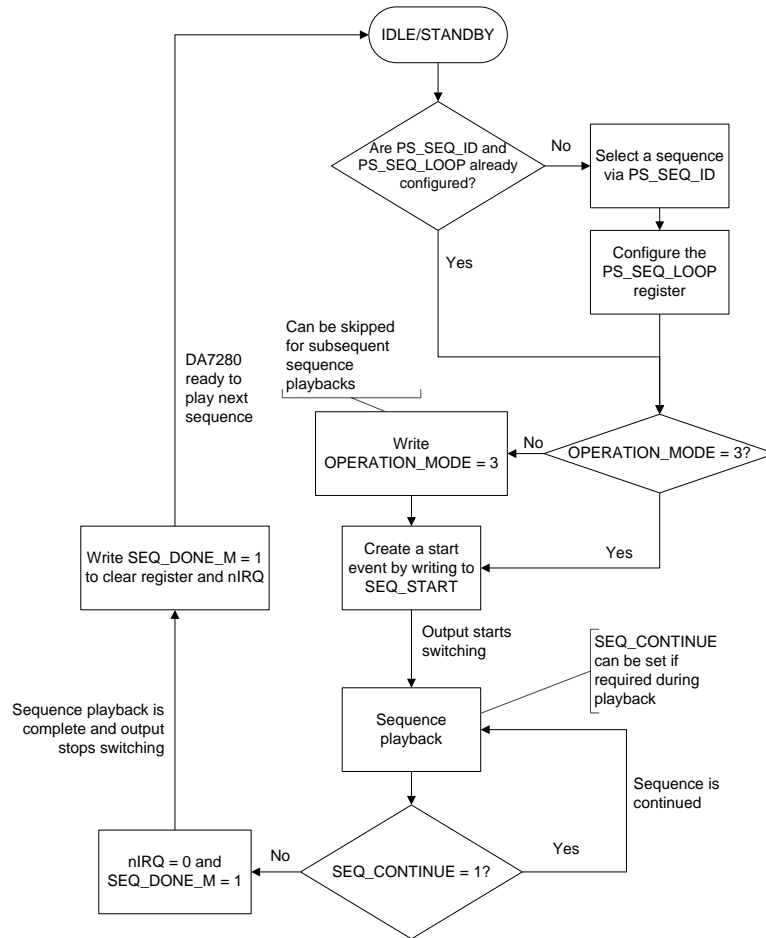 IDLE/STANDBY
Are PS_SEQ_ID and
PS_SEQ_LOOP already
configured?
No
Select a sequence
via PS_SEQ_ID
Configure the
PS_SEQ_LOOP
register
Yes
Can be skipped
for subsequent
sequence
playbacks
DA7280
ready to
play next
sequence
Write
OPERATION_MODE = 3
No
OPERATION_MODE = 3?
Yes
Create a start
event by writing to
SEQ_START
Write SEQ_DONE_M = 1
to clear register and nIRQ
Output starts
switching
SEQ_CONTINUE
can be set if
required during
playback
Sequence
playback
Sequence playback is
complete and output
stops switching
Sequence is
continued
nIRQ = 0 and
SEQ_DONE_M = 1
No
SEQ_CONTINUE = 1?
Yes